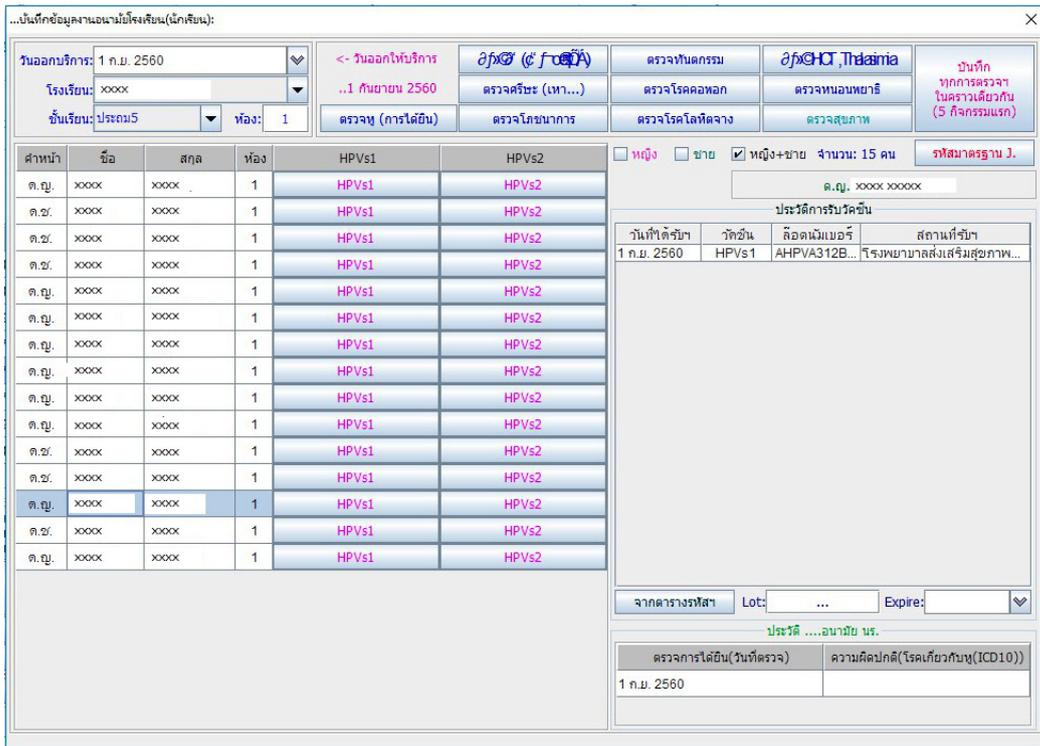 ...บันทึกข้อมูลงานอนามัยโรงเรียน(นักเรียน):
วันออกบริการ: 1 ก.ย. 2560
โรงเรียน: xxxx
ชั้นเรียน: ประถม5 ห้อง: 1
<- วันออกให้บริการ
..1 กันยายน 2560
ตรวจหู (การได้ยิน)
ตรวจศรีษะ (เหา...)
ตรวจโภชนาการ
ตรวจทันตกรรม
ตรวจโรคคอพอก
ตรวจโรคโลหิตจาง
HCT,Thalasimia
ตรวจหนอนพยาธิ
ตรวจสุขภาพ
บันทึก
ทุกการตรวจฯ
ในคราวเดียวกัน
(5 กิจกรรมแรก)
คำหน้า ชื่อ สกุล ห้อง HPVs1 HPVs2
ด.ญ. xxxx xxxx 1 HPVs1 HPVs2
ด.ช. xxxx xxxx 1 HPVs1 HPVs2
ด.ช. xxxx xxxx 1 HPVs1 HPVs2
ด.ช. xxxx xxxx 1 HPVs1 HPVs2
ด.ญ. xxxx xxxx 1 HPVs1 HPVs2
ด.ญ. xxxx xxxx 1 HPVs1 HPVs2
ด.ญ. xxxx xxxx 1 HPVs1 HPVs2
ด.ญ. xxxx xxxx 1 HPVs1 HPVs2
ด.ญ. xxxx xxxx 1 HPVs1 HPVs2
ด.ญ. xxxx xxxx 1 HPVs1 HPVs2
ด.ช. xxxx xxxx 1 HPVs1 HPVs2
ด.ช. xxxx xxxx 1 HPVs1 HPVs2
ด.ญ. xxxx xxxx 1 HPVs1 HPVs2
ด.ช. xxxx xxxx 1 HPVs1 HPVs2
ด.ญ. xxxx xxxx 1 HPVs1 HPVs2
หญิง ชาย หญิง+ชาย จำนวน: 15 คน รหัสมาตรฐาน J.
ด.ญ. xxxx xxxxx
ประวัติการรับวัคซีน
วันที่ได้รับฯ วัคซีน ล๊อตนัมเบอร์ สถานที่รับฯ
1 ก.ย. 2560 HPVs1 AHPVA312B... โรงพยาบาลส่งเสริมสุขภาพ...
จากตารางรหัสฯ Lot: ... Expire:
ประวัติ ....อนามัย นร.
ตรวจการได้ยิน(วันที่ตรวจ) ความผิดปกติ(โรคเกี่ยวกับหู(ICD10))
1 ก.ย. 2560